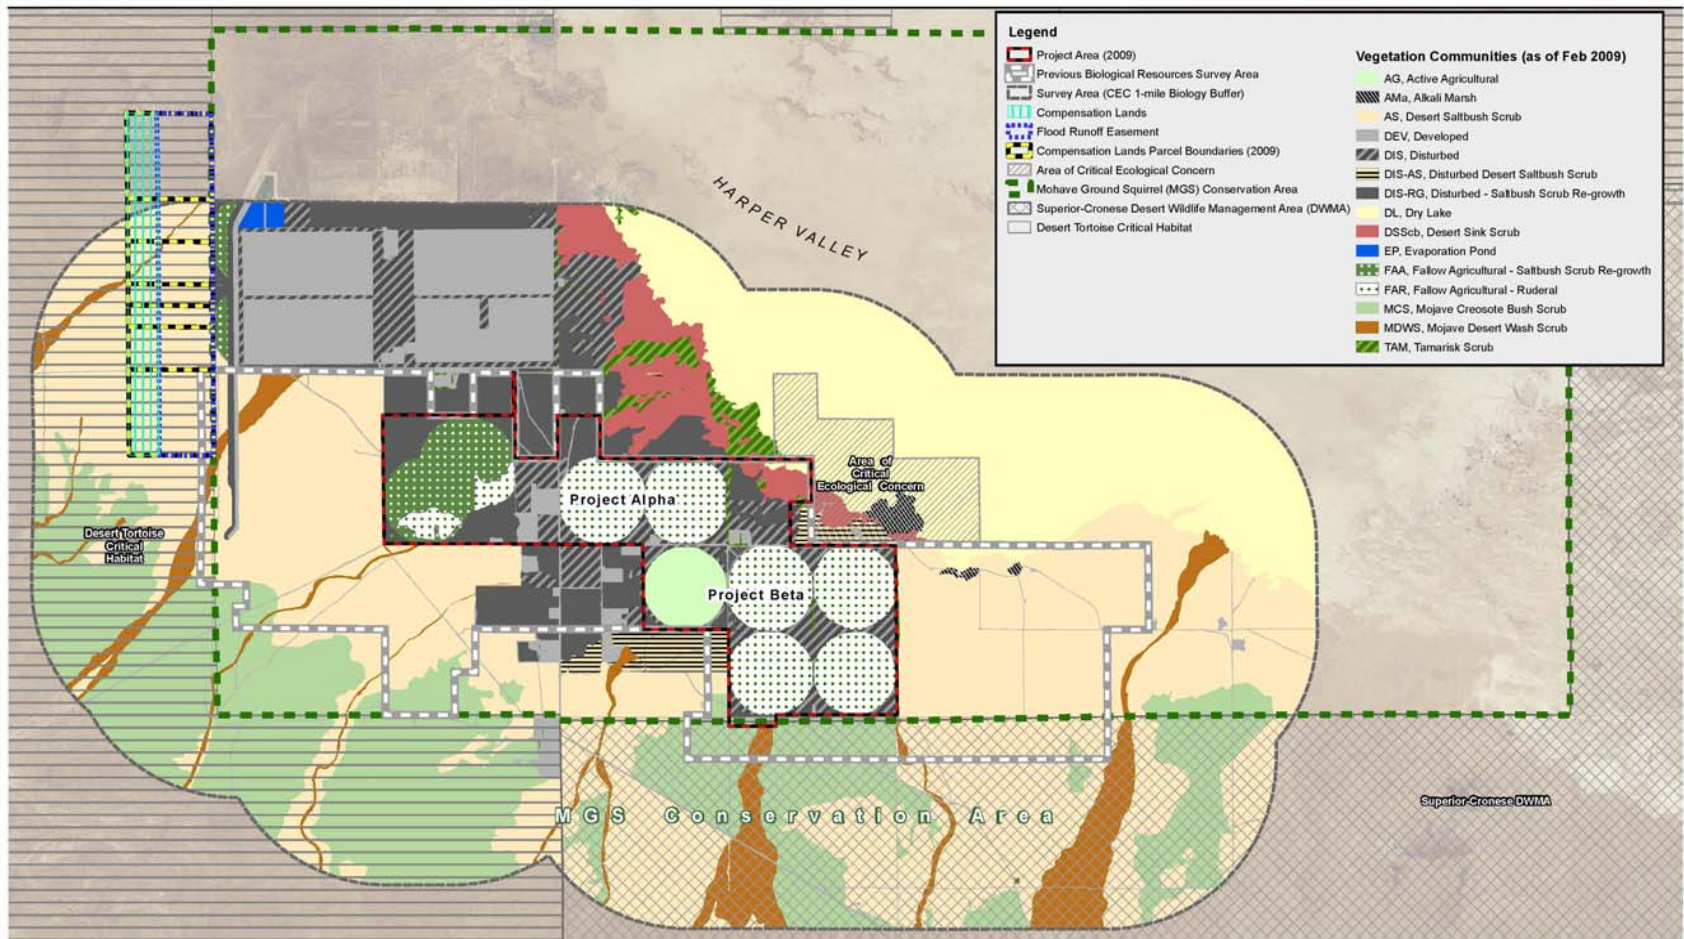 Legend
Project Area (2009)
Previous Biological Resources Survey Area
Survey Area (CEC 1-mile Biology Buffer)
Compensation Lands
Flood Runoff Easement
Compensation Lands Parcel Boundaries (2009)
Area of Critical Ecological Concern
Mohave Ground Squirrel (MGS) Conservation Area
Superior-Cronese Desert Wildlife Management Area (DWMA)
Desert Tortoise Critical Habitat
Vegetation Communities (as of Feb 2009)
AG, Active Agricultural
AMa, Alkali Marsh
AS, Desert Saltbush Scrub
DEV, Developed
DIS, Disturbed
DIS-AS, Disturbed Desert Saltbush Scrub
DIS-RG, Disturbed - Saltbush Scrub Re-growth
DL, Dry Lake
DSScb, Desert Sink Scrub
EP, Evaporation Pond
FAA, Fallow Agricultural - Saltbush Scrub Re-growth
FAR, Fallow Agricultural - Ruderal
MCS, Mojave Creosote Bush Scrub
MDWS, Mojave Desert Wash Scrub
TAM, Tamarisk Scrub
HARPER VALLEY
Area of
Critical
Ecological Concern
Project Alpha
Desert Tortoise
Critical
Habitat
Project Beta
Superior-Cronese DWMA
MGS Conservation Area